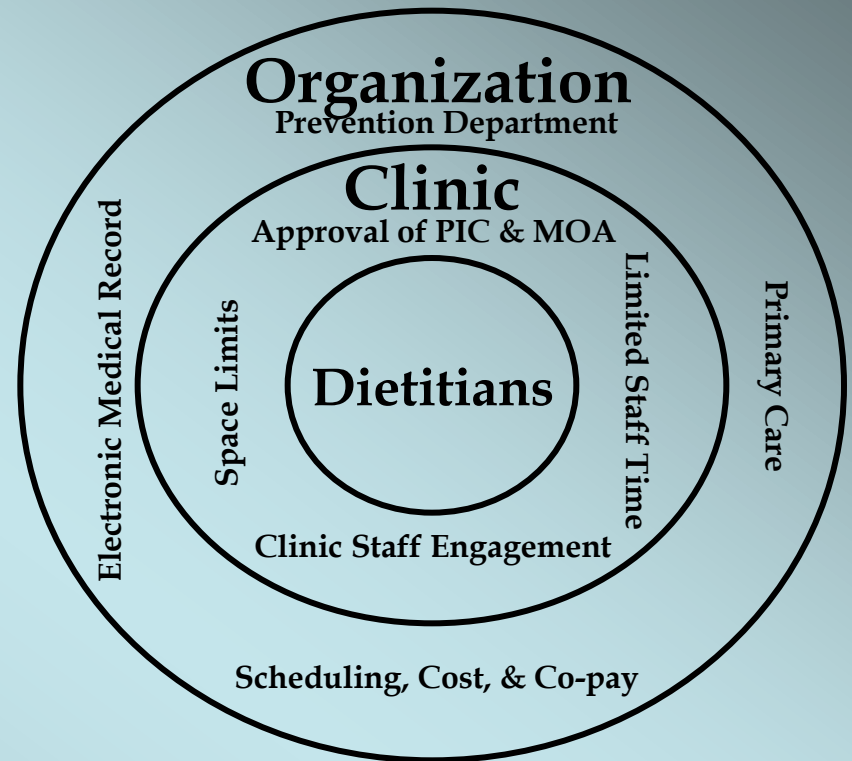 Organization
Prevention Department
Clinic
Approval of PIC & MOA
Electronic Medical Record
Space Limits
Dietitians
Limited Staff Time
Primary Care
Clinic Staff Engagement
Scheduling, Cost, & Co-pay